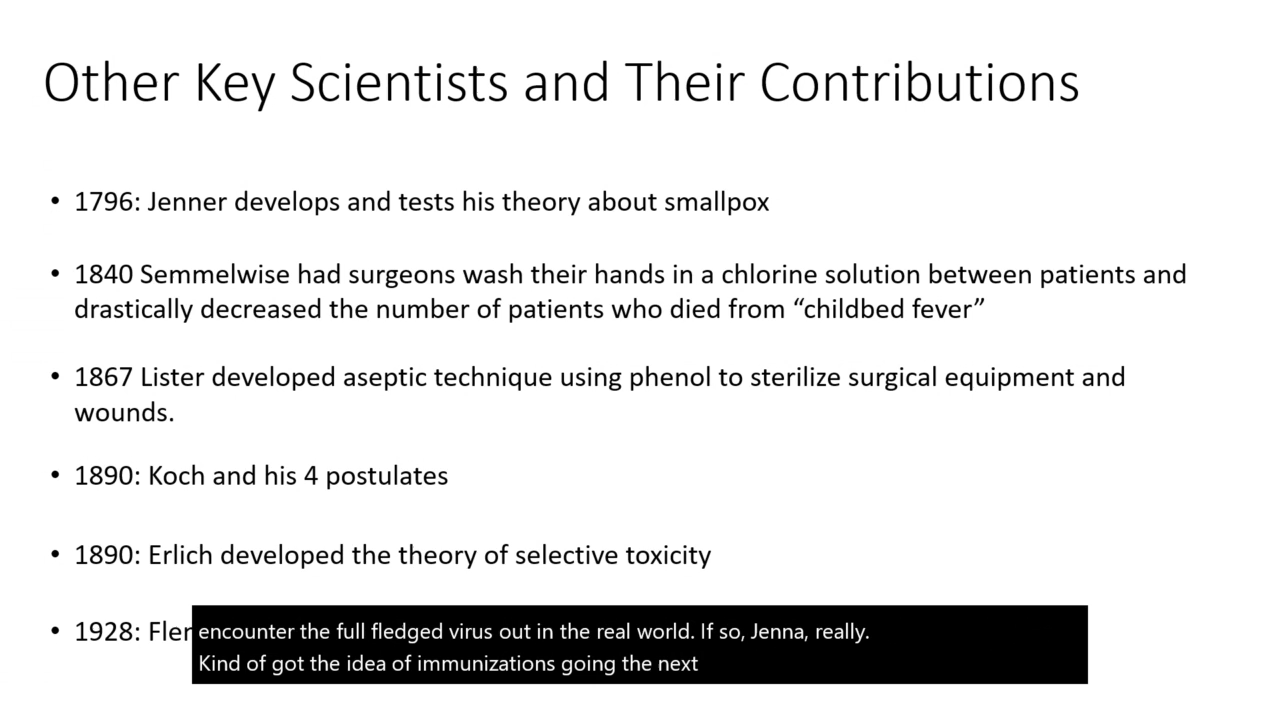 Other Key Scientists and Their Contributions
• 1796: Jenner develops and tests his theory about smallpox
• 1840 Semmelwise had surgeons wash their hands in a chlorine solution between patients and
drastically decreased the number of patients who died from “childbed fever”
• 1867 Lister developed aseptic technique using phenol to sterilize surgical equipment and
wounds.
• 1890: Koch and his 4 postulates
• 1890: Erlich developed the theory of selective toxicity
• 1928:
encounter the full fledged virus out in the real world. If so, Jenna, really.
Kind of got the idea of immunizations going the next